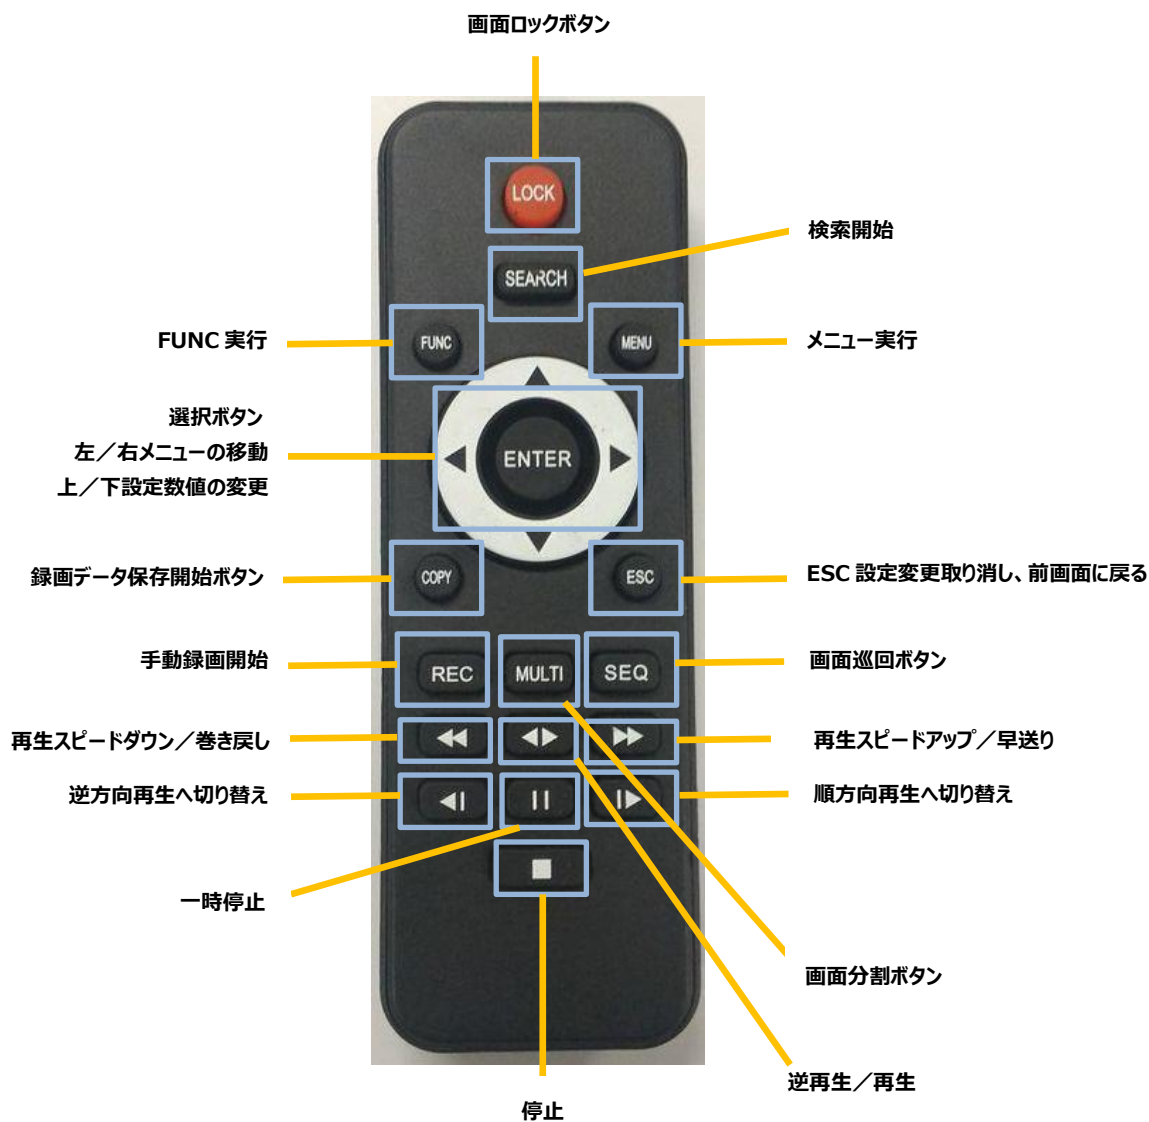 画面ロックボタン
LOCK
検索開始
SEARCH
FUNC 実行
FUNC
MENU
メニュー実行
選択ボタン
左／右メニューの移動
上／下設定数値の変更
ENTER
録画データ保存開始ボタン
COPY
ESC
ESC 設定変更取り消し、前画面に戻る
手動録画開始
REC
MULTI
SEQ
画面巡回ボタン
再生スピードダウン／巻き戻し
再生スピードアップ／早送り
逆方向再生へ切り替え
順方向再生へ切り替え
一時停止
画面分割ボタン
逆再生／再生
停止